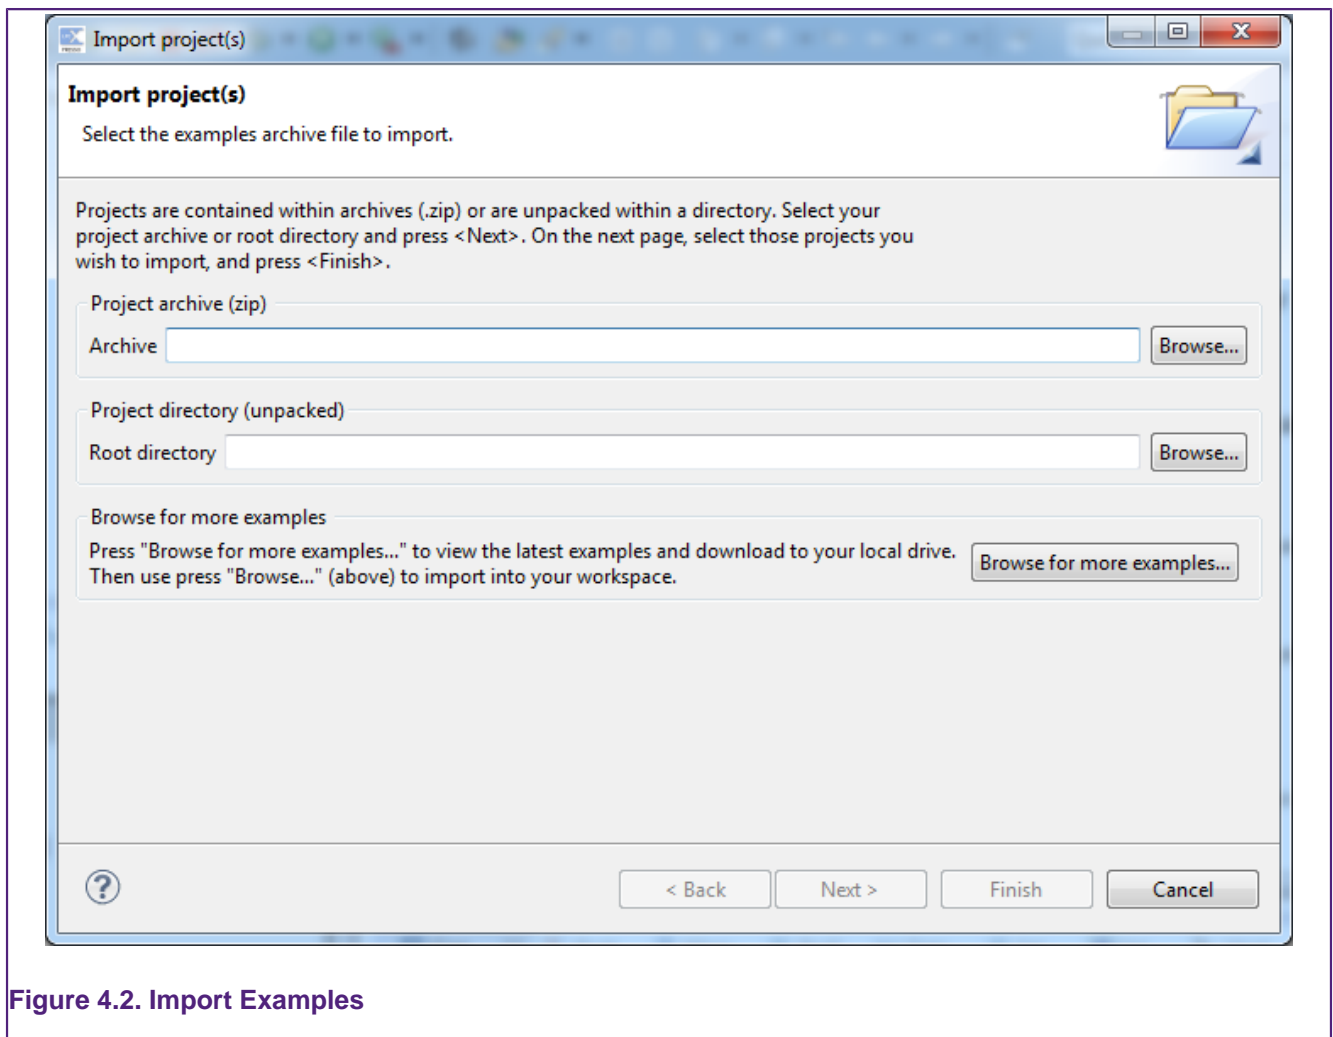 Import project(s)
Import project(s)
Select the examples archive file to import.
Projects are contained within archives (.zip) or are unpacked within a directory. Select your
project archive or root directory and press <Next>. On the next page, select those projects you
wish to import, and press <Finish>.
Project archive (zip)
Archive
Browse...
Project directory (unpacked)
Root directory
Browse...
Browse for more examples
Press "Browse for more examples..." to view the latest examples and download to your local drive.
Then use press "Browse..." (above) to import into your workspace.
Browse for more examples...
< Back
Next >
Finish
Cancel
Figure 4.2. Import Examples